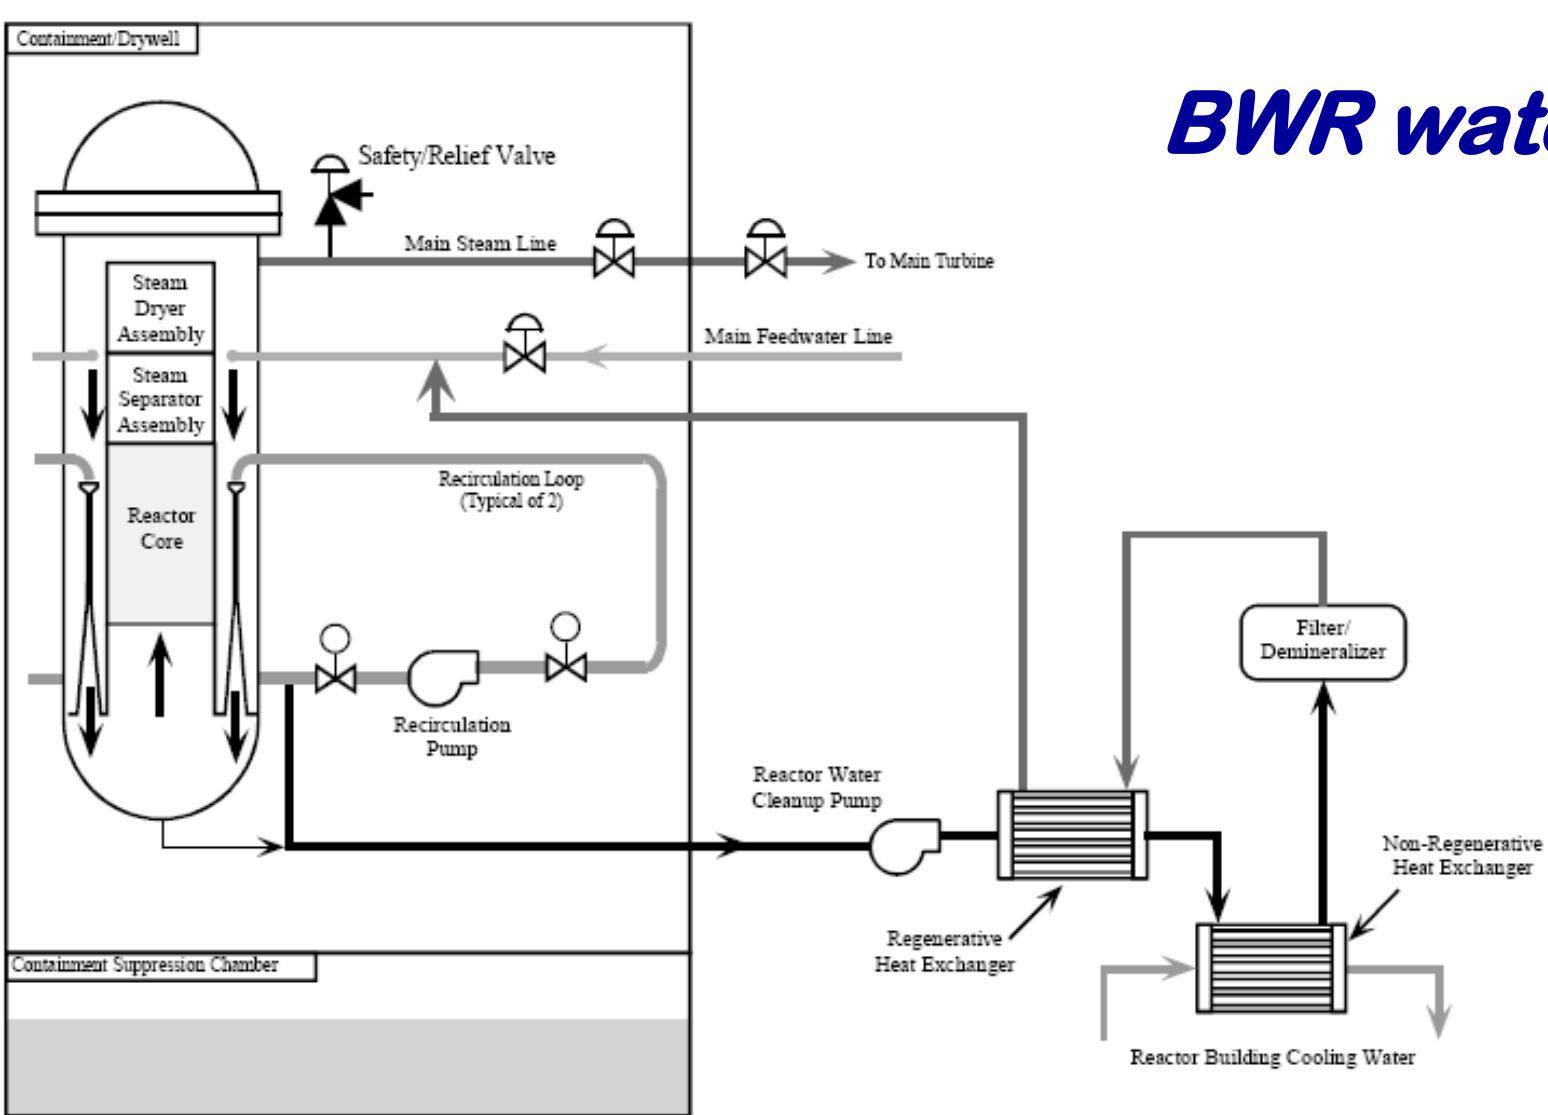 Containment/Drywell
BWR wat
Safety/Relief Valve
Main Steam Line
To Main Turbine
Steam
Dryer
Assembly
Main Feedwater Line
Steam
Separator
Assembly
Recirculation Loop
(Typical of 2)
Reactor
Core
Filter/
Demineralizer
Recirculation
Pump
Reactor Water
Cleanup Pump
Non-Regenerative
Heat Exchanger
Regenerative
Heat Exchanger
Containment Suppression Chamber
Reactor Building Cooling Water